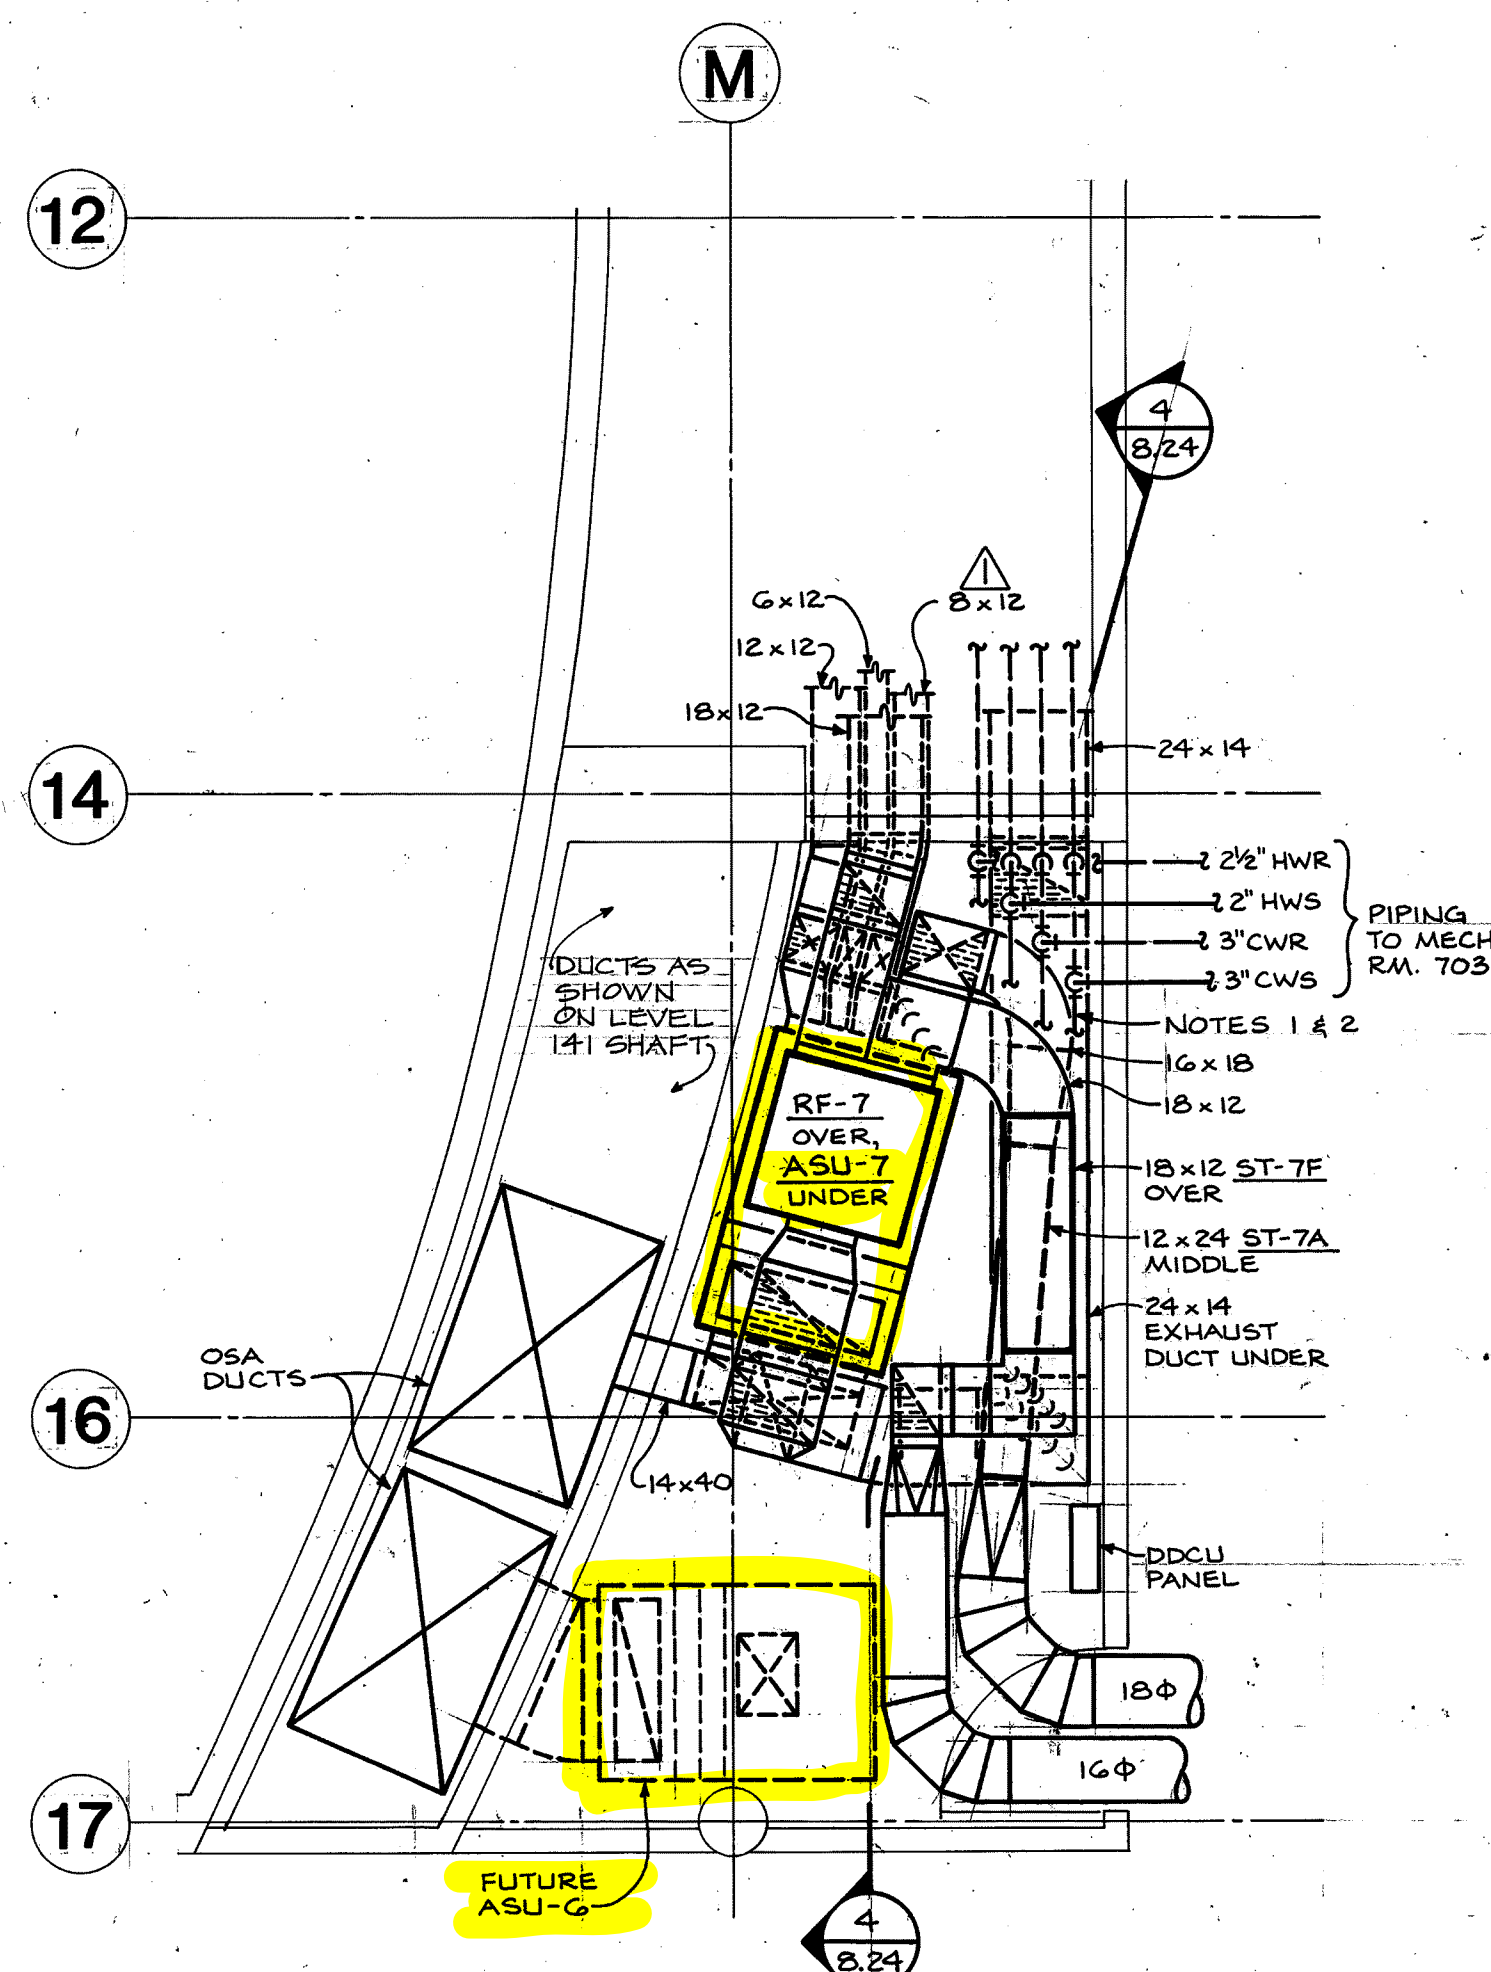 M
12
4
8.24
1
6x12
8x12
12x12
18x12
24x14
14
2½" HWR
2" HWS
3" CWR
3" CWS
PIPING
TO MECH
RM. 703
DUCTS AS
SHOWN
ON LEVEL
141 SHAFT
NOTES 1 & 2
16x18
18x12
RF-7
OVER,
ASU-7
UNDER
18x12 ST-7F
OVER
12x24 ST-7A
MIDDLE
24x14
EXHAUST
DUCT UNDER
OSA
DUCTS
16
14x40
DDCU
PANEL
18Φ
16Φ
17
FUTURE
ASU-6
4
8.24